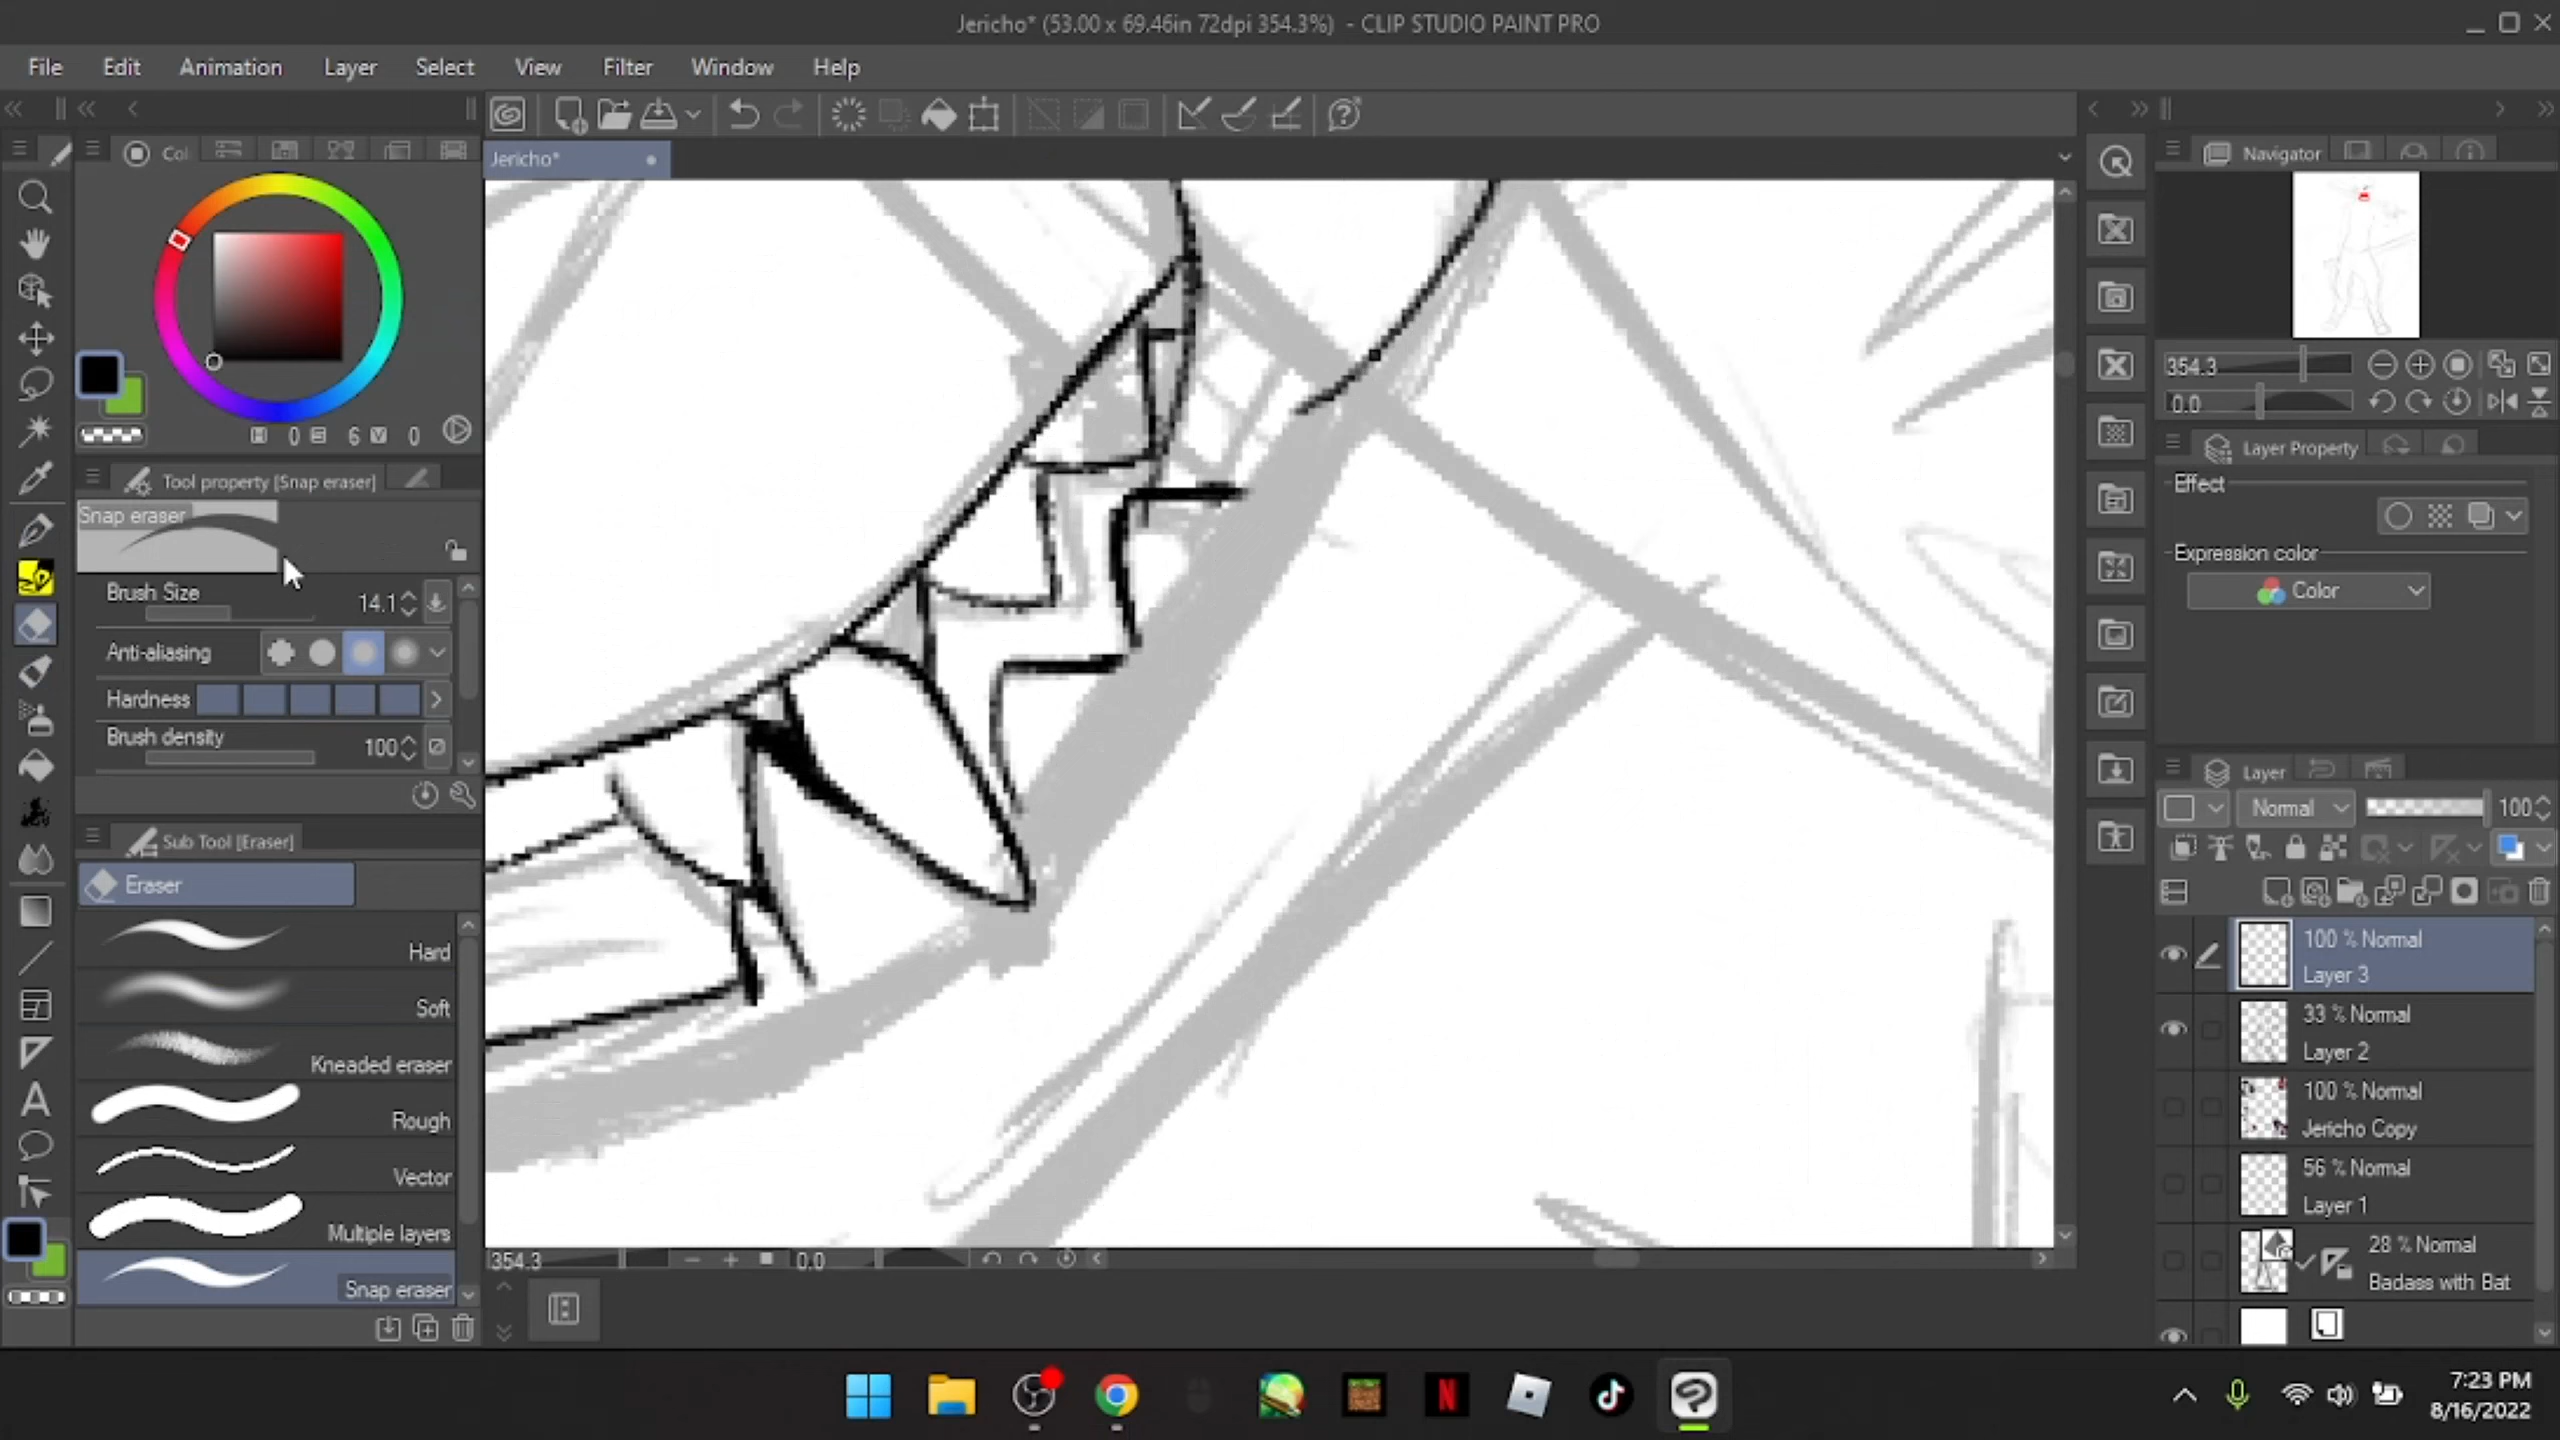 Jericho* (53.00 x 69.46in 72dpi 354.3%) - CLIP STUDIO PAINT PRO
File Edit Animation Layer Select View Filter Window Help
Jericho*
Col
Navigator
0 6 0
Tool property [Snap eraser]
Snap eraser
Brush Size 14.1
Anti-aliasing
Hardness
Brush density 100
Sub Tool [Eraser]
Eraser
Hard
Soft
Kneaded eraser
Rough
Vector
Multiple layers
Snap eraser
354.3 0.0
354.3
0.0
Layer Property
Effect
Expression color
Color
Layer
Normal 100
100 % Normal
Layer 3
33 % Normal
Layer 2
100 % Normal
Jericho Copy
56 % Normal
Layer 1
28 % Normal
Badass with Bat
7:23 PM
8/16/2022